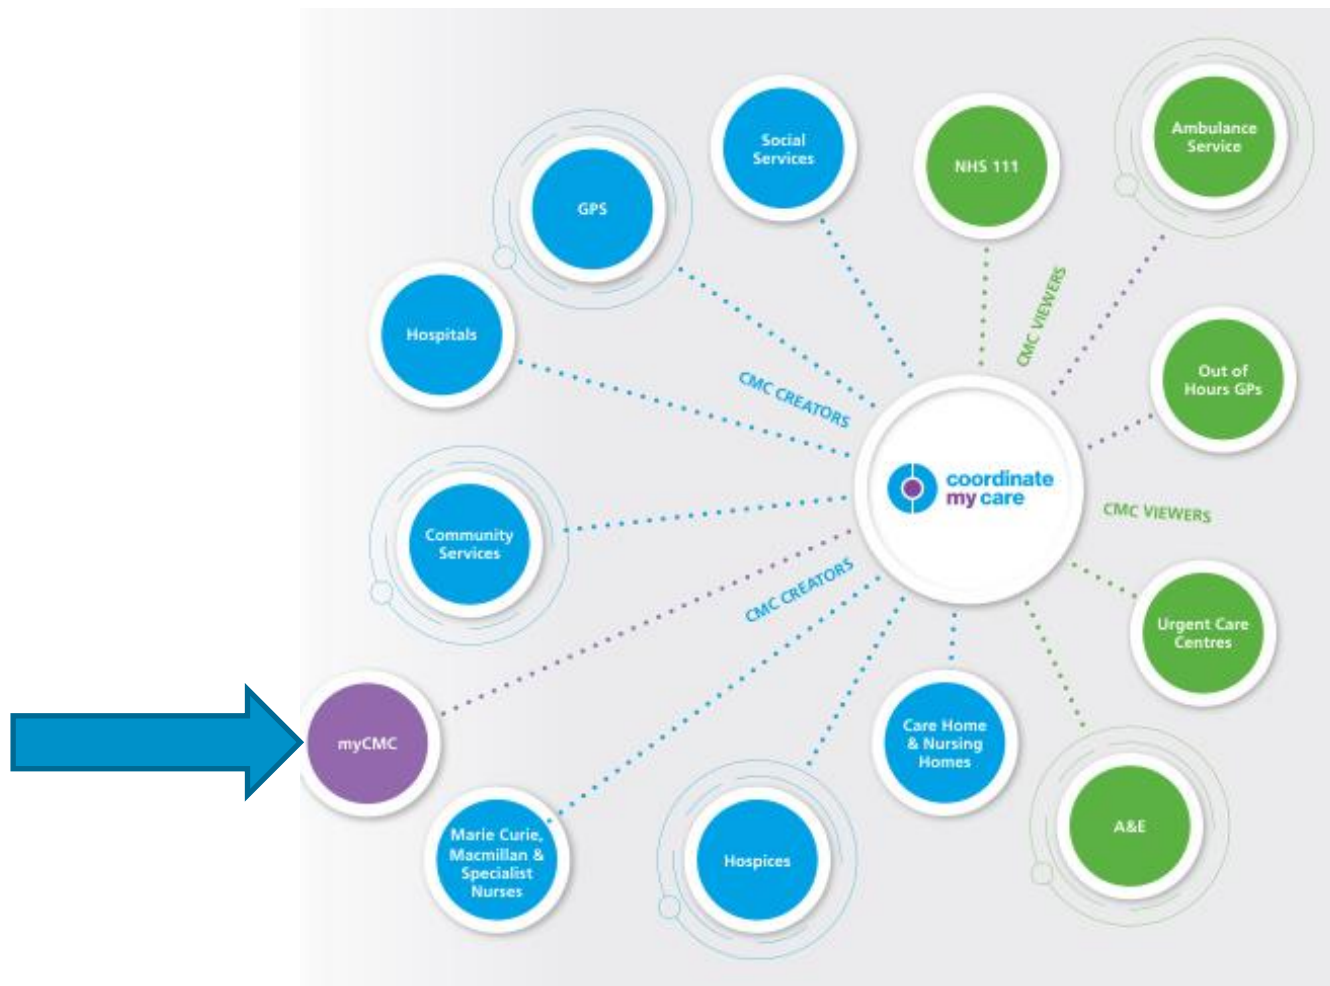 Social
Services
NHS 111
Ambulance
Service
GPS
Hospitals
CMC VIEWERS
Out of
Hours GPs
CMC CREATORS
coordinate
my care
CMC VIEWERS
Community
Services
CMC CREATORS
Urgent Care
Centres
myCMC
Care Home
& Nursing
Homes
Marie Curie,
Macmillan &
Specialist
Nurses
Hospices
A&E